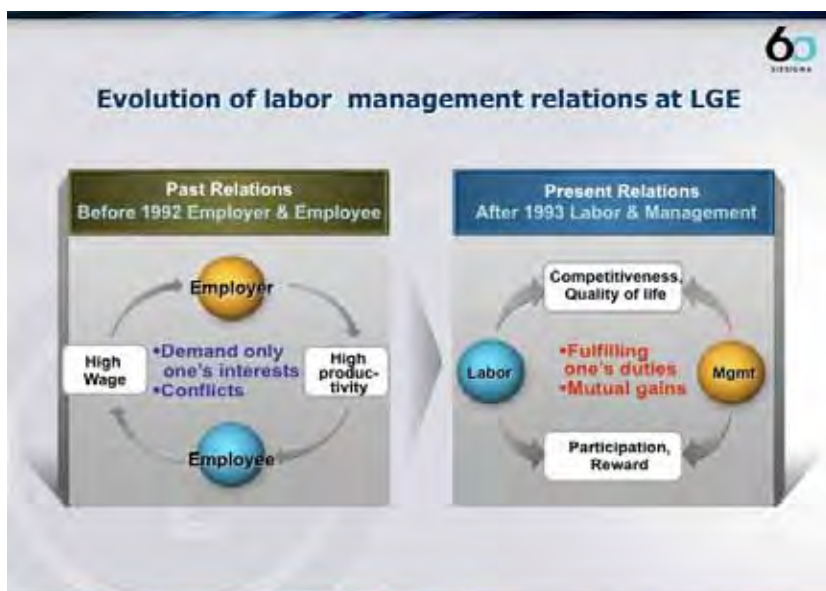 60
SIXSIGMA
Evolution of labor management relations at LGE
Past Relations
Before 1992 Employer & Employee
Employer
High
Wage
•Demand only
one's interests
•Conflicts
High
produc-
tivity
Employee
Present Relations
After 1993 Labor & Management
Competitiveness,
Quality of life
Labor
•Fulfilling
one's duties
•Mutual gains
Mgmt
Participation,
Reward